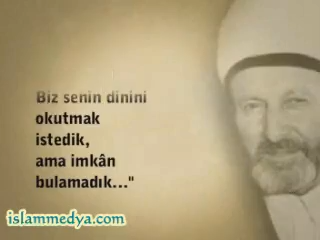 Biz senin dinini
okutmak
istedik,
ama imkân
bulamadık..."
islammedya.com